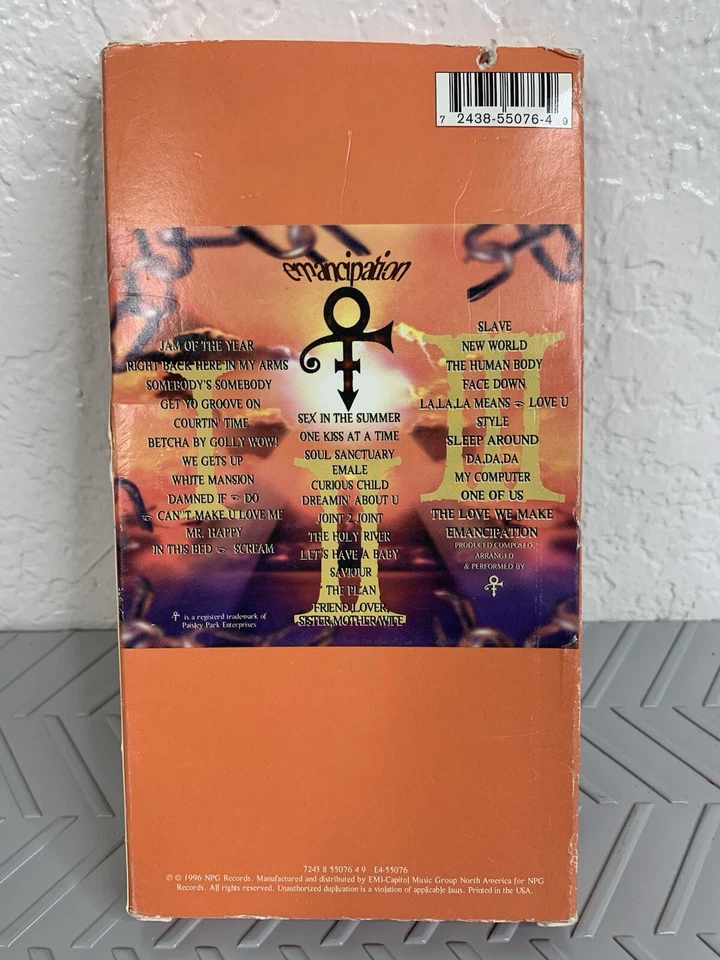 7 2438-55076-4 9
emancipation
JAM OF THE YEAR
RIGHT BACK HERE IN MY ARMS
SOMEBODY'S SOMEBODY
GET YO GROOVE ON
COURTIN' TIME
BETCHA BY GOLLY WOW!
WE GETS UP
WHITE MANSION
DAMNED IF 👁 DO
👁 CAN"T MAKE U LOVE ME
MR. HAPPY
IN THIS BED 👁 SCREAM
SEX IN THE SUMMER
ONE KISS AT A TIME
SOUL SANCTUARY
EMALE
CURIOUS CHILD
DREAMIN' ABOUT U
JOINT 2 JOINT
THE HOLY RIVER
LET'S HAVE A BABY
SAVIOUR
THE PLAN
FRIEND,LOVER,
SISTER,MOTHER/WIFE
SLAVE
NEW WORLD
THE HUMAN BODY
FACE DOWN
LA,LA,LA MEANS 👁 LOVE U
STYLE
SLEEP AROUND
DA,DA,DA
MY COMPUTER
ONE OF US
THE LOVE WE MAKE
EMANCIPATION
PRODUCED,COMPOSED,
ARRANGED
& PERFORMED BY
I
II
III
is a registerd trademark of
Paisley Park Enterprises
7243 8 55076 4 9 E4-55076
℗ © 1996 NPG Records. Manufactured and distributed by EMI-Capitol Music Group North America for NPG
Records. All rights reserved. Unauthorized duplication is a violation of applicable laws. Printed in the USA.